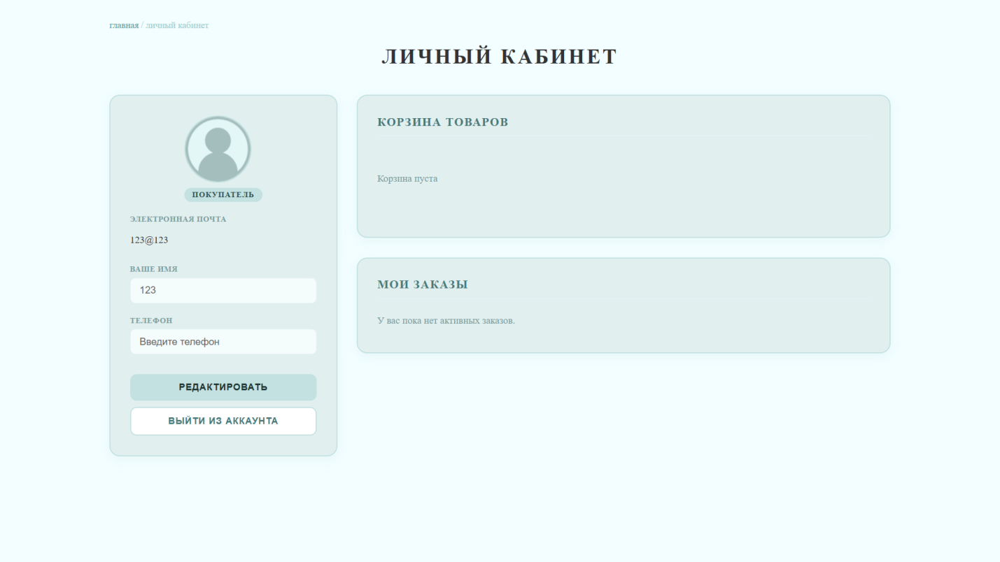 главная / личный кабинет
ЛИЧНЫЙ КАБИНЕТ
ПОКУПАТЕЛЬ
ЭЛЕКТРОННАЯ ПОЧТА
123@123
ВАШЕ ИМЯ
123
ТЕЛЕФОН
Введите телефон
РЕДАКТИРОВАТЬ
ВЫЙТИ ИЗ АККАУНТА
КОРЗИНА ТОВАРОВ
Корзина пуста
МОИ ЗАКАЗЫ
У вас пока нет активных заказов.